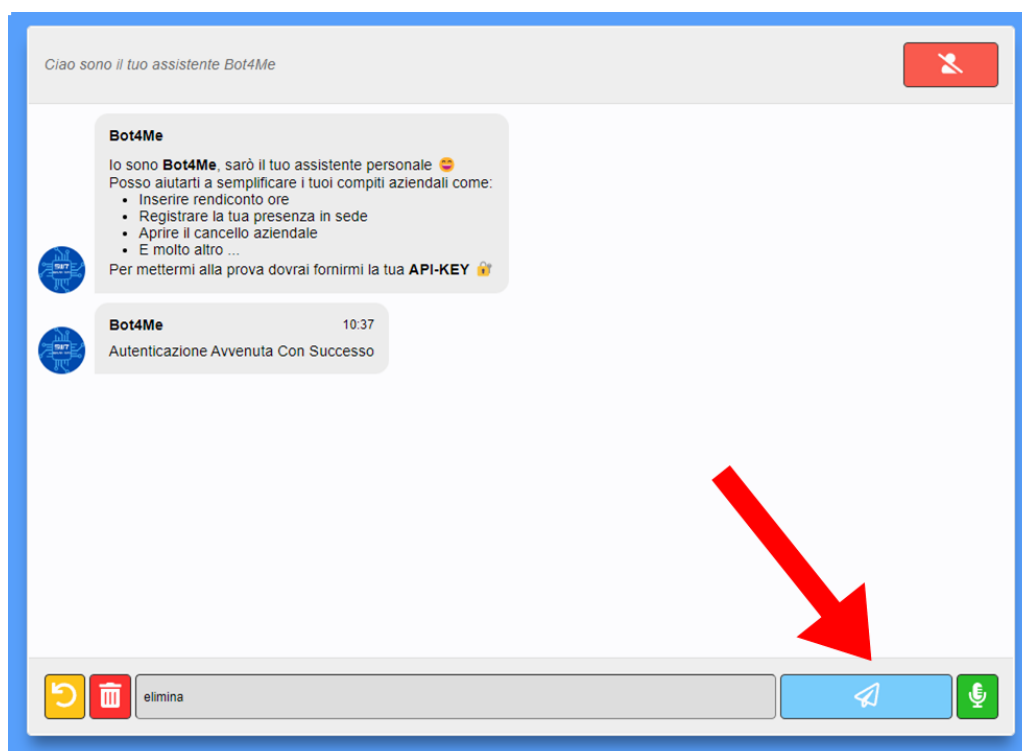 Ciao sono il tuo assistente Bot4Me
Bot4Me
Io sono Bot4Me, sarò il tuo assistente personale 😄
Posso aiutarti a semplificare i tuoi compiti aziendali come:
• Inserire rendiconto ore
• Registrare la tua presenza in sede
• Aprire il cancello aziendale
• E molto altro ...
Per mettermi alla prova dovrai fornirmi la tua API-KEY 🔐
Bot4Me 10:37
Autenticazione Avvenuta Con Successo
elimina